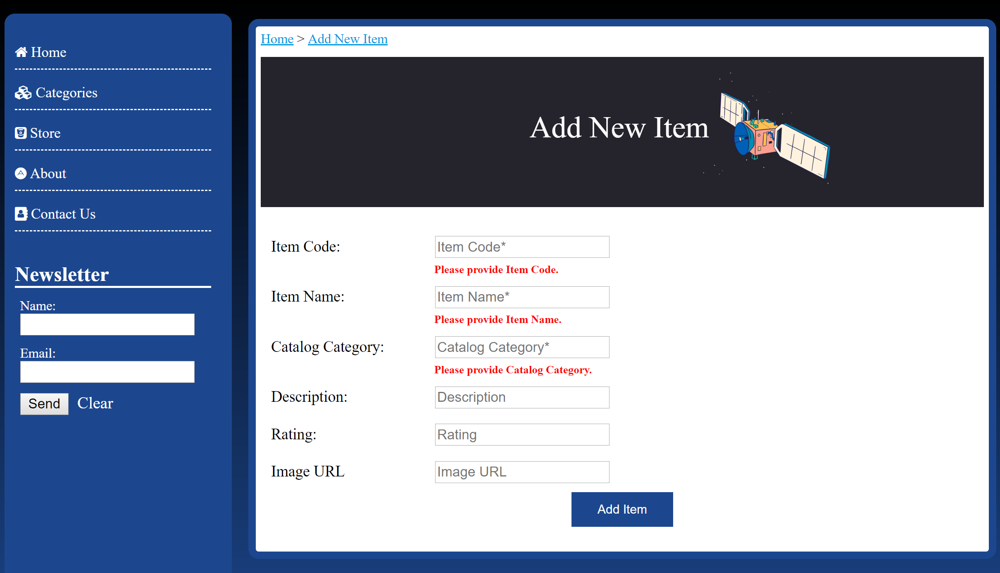 Home
Categories
Store
About
Contact Us
Newsletter
Name:
Email:
Send Clear
Home > Add New Item
Add New Item
Item Code: Item Code*
Please provide Item Code.
Item Name: Item Name*
Please provide Item Name.
Catalog Category: Catalog Category*
Please provide Catalog Category.
Description: Description
Rating: Rating
Image URL Image URL
Add Item